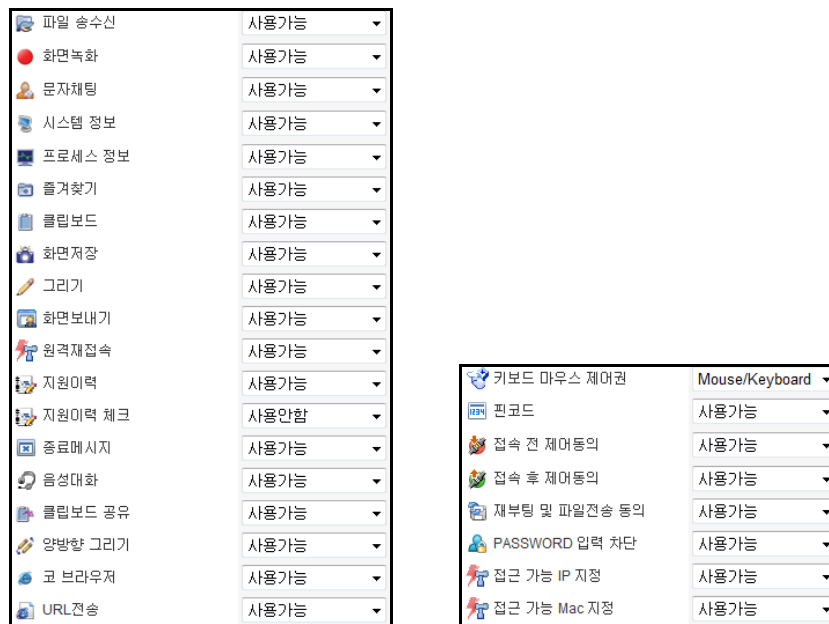 파일 송수신 사용가능
화면녹화 사용가능
문자채팅 사용가능
시스템 정보 사용가능
프로세스 정보 사용가능
즐겨찾기 사용가능
클립보드 사용가능
화면저장 사용가능
그리기 사용가능
화면보내기 사용가능
원격재접속 사용가능
지원이력 사용가능
지원이력 체크 사용안함
종료메시지 사용가능
음성대화 사용가능
클립보드 공유 사용가능
양방향 그리기 사용가능
코 브라우저 사용가능
URL전송 사용가능
키보드 마우스 제어권 Mouse/Keyboard
핀코드 사용가능
접속 전 제어동의 사용가능
접속 후 제어동의 사용가능
재부팅 및 파일전송 동의 사용가능
PASSWORD 입력 차단 사용가능
접근 가능 IP 지정 사용가능
접근 가능 Mac 지정 사용가능